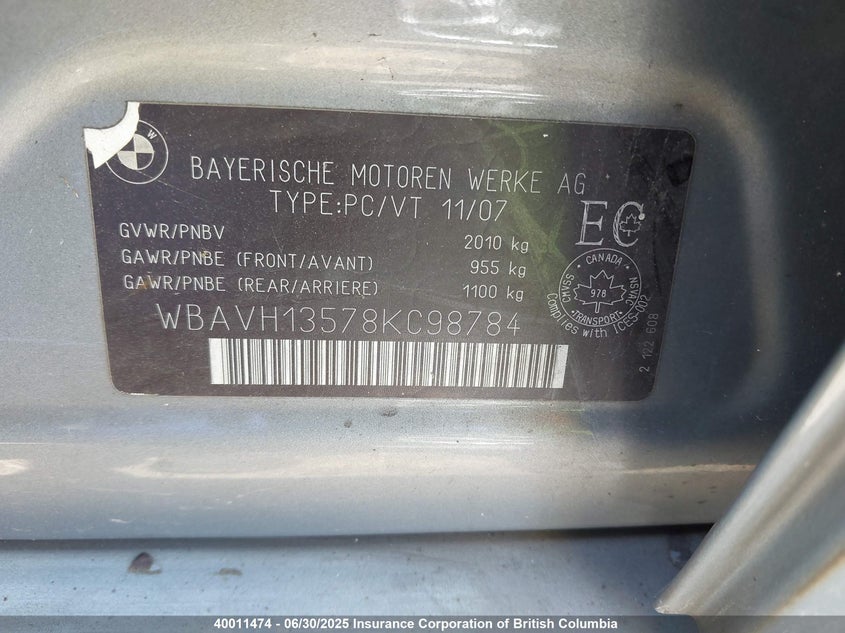 BMW
BAYERISCHE MOTOREN WERKE AG
TYPE:PC/VT 11/07
GVWR/PNBV 2010 kg
GAWR/PNBE (FRONT/AVANT) 955 kg
GAWR/PNBE (REAR/ARRIERE) 1100 kg
WBAVH13578KC98784
EC
CANADA
CMVSS NSVAC
978
TRANSPORT
Complies with ICES-002
2 122 608
40011474 - 06/30/2025 Insurance Corporation of British Columbia